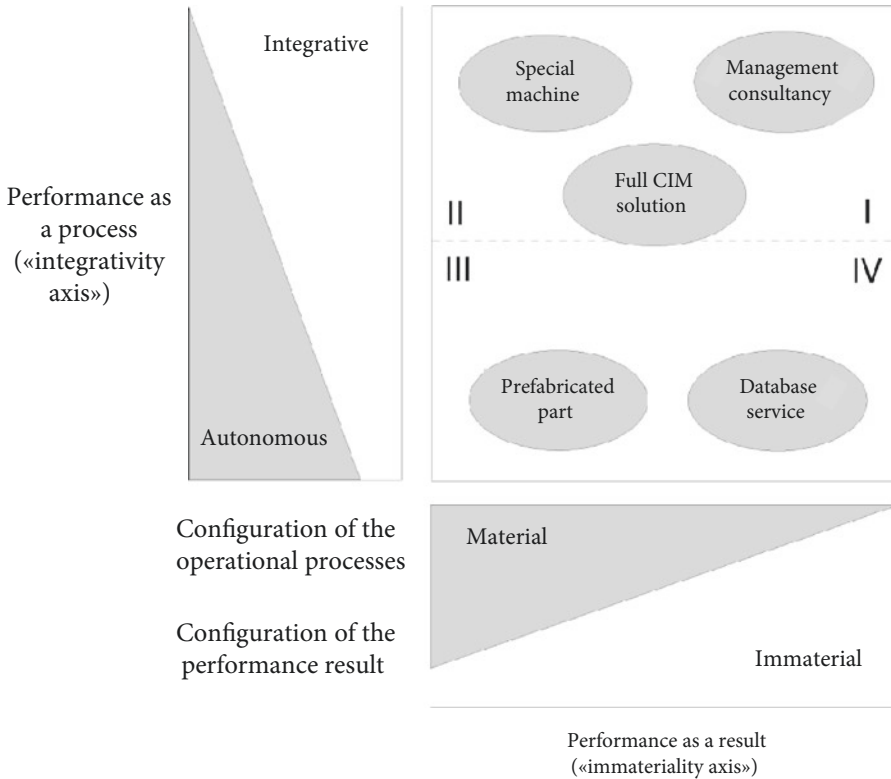 Integrative
Special
machine
Management
consultancy
Full CIM
solution
Performance as
a process
(«integrativity
axis»)
II
I
III
IV
Prefabricated
part
Database
service
Autonomous
Configuration of the
operational processes
Material
Configuration of the
performance result
Immaterial
Performance as a result
(«immateriality axis»)